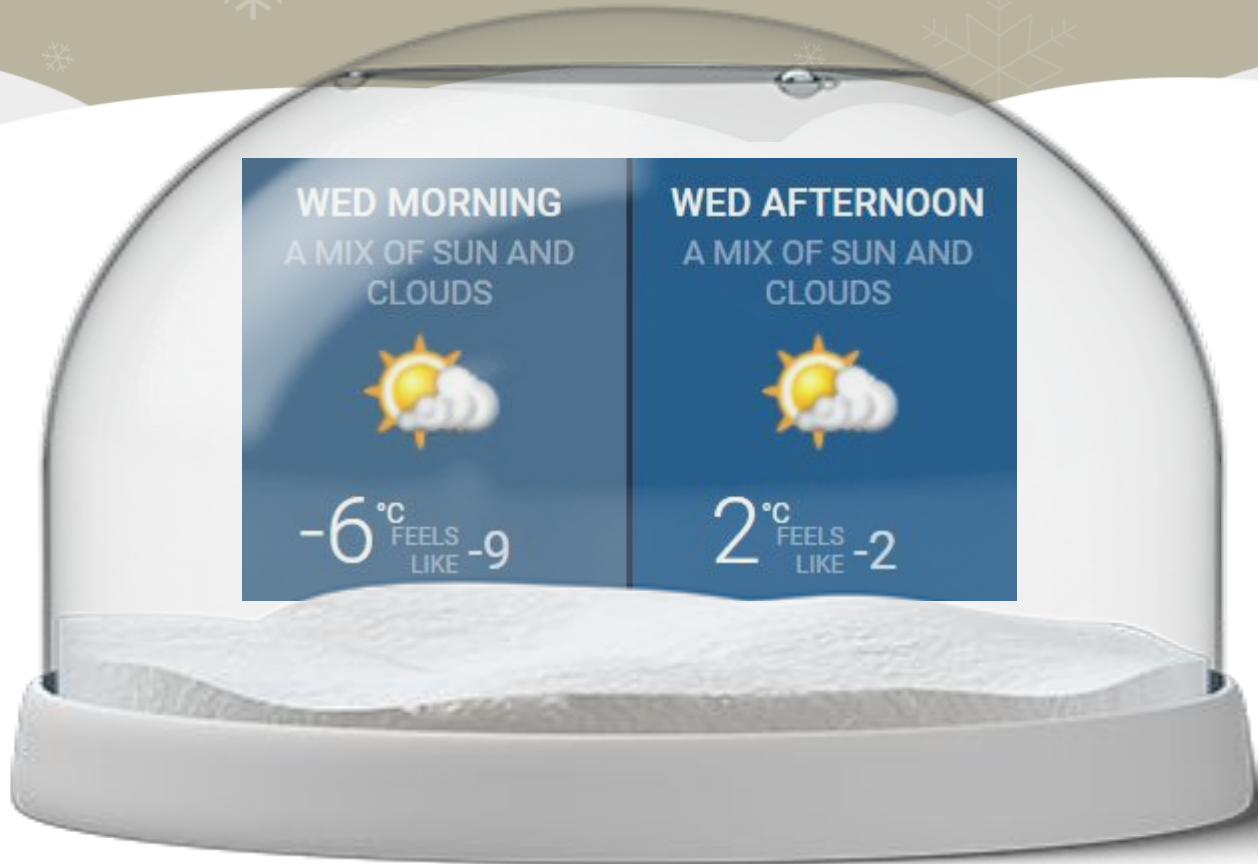 WED MORNING
A MIX OF SUN AND
CLOUDS
-6°C
FEELS
LIKE -9
WED AFTERNOON
A MIX OF SUN AND
CLOUDS
2°C
FEELS
LIKE -2